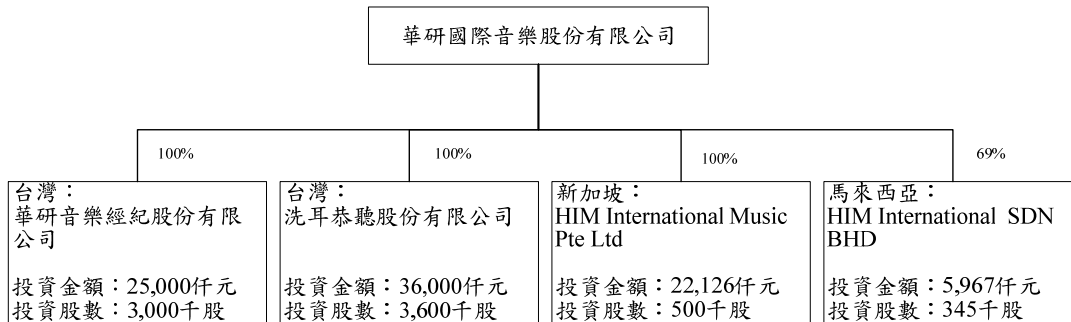 華研國際音樂股份有限公司
100%
100%
100%
69%
台灣：
華研音樂經紀股份有限
公司
投資金額：25,000仟元
投資股數：3,000千股
台灣：
洗耳恭聽股份有限公司
投資金額：36,000仟元
投資股數：3,600千股
新加坡：
HIM International Music
Pte Ltd
投資金額：22,126仟元
投資股數：500千股
馬來西亞：
HIM International SDN
BHD
投資金額：5,967仟元
投資股數：345千股